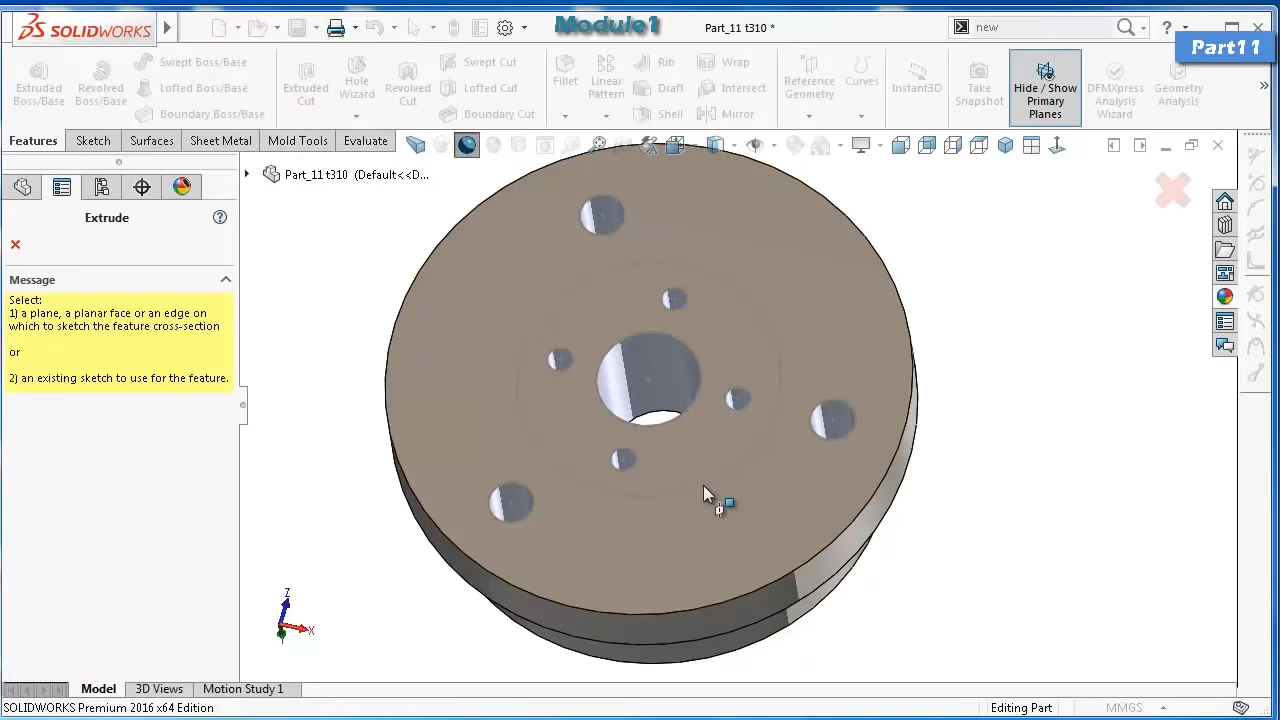 SOLIDWORKS
Module1
Part_11 t310 *
new
?
Part11
Extruded
Boss/Base
Revolved
Boss/Base
Swept Boss/Base
Lofted Boss/Base
Boundary Boss/Base
Extruded
Cut
Hole
Wizard
Revolved
Cut
Swept Cut
Lofted Cut
Boundary Cut
Fillet
Linear
Pattern
Rib
Draft
Shell
Wrap
Intersect
Mirror
Reference
Geometry
Curves
Instant3D
Take
Snapshot
Hide / Show
Primary
Planes
DFMXpress
Analysis
Wizard
Geometry
Analysis
Features
Sketch
Surfaces
Sheet Metal
Mold Tools
Evaluate
Part_11 t310 (Default<<D...
Extrude
?
Message
Select:
1) a plane, a planar face or an edge on
which to sketch the feature cross-section
or
2) an existing sketch to use for the feature.
Z
X
Model
3D Views
Motion Study 1
SOLIDWORKS Premium 2016 x64 Edition
Editing Part
MMGS